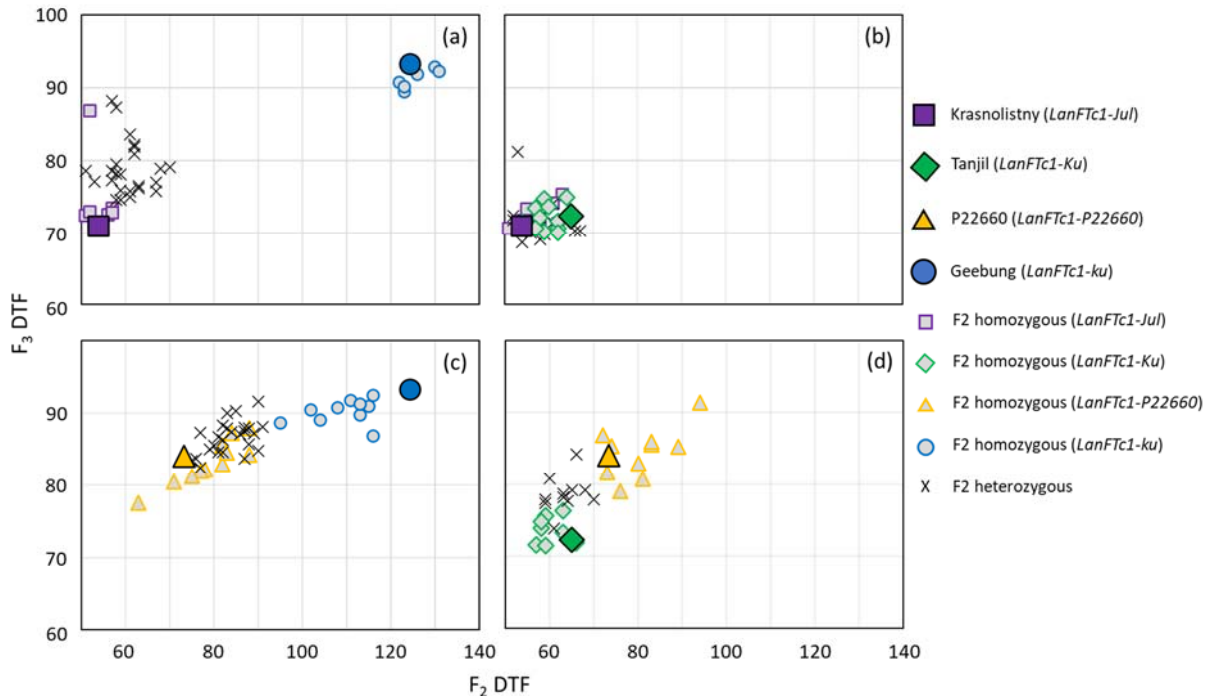 100
(a)
(b)
90
80
70
60
F3 DTF
(c)
(d)
90
80
70
60
60 80 100 120 140
60 80 100 120 140
F2 DTF
Krasnolistny (LanFTc1-Jul)
Tanjil (LanFTc1-Ku)
P22660 (LanFTc1-P22660)
Geebung (LanFTc1-ku)
F2 homozygous (LanFTc1-Jul)
F2 homozygous (LanFTc1-Ku)
F2 homozygous (LanFTc1-P22660)
F2 homozygous (LanFTc1-ku)
F2 heterozygous